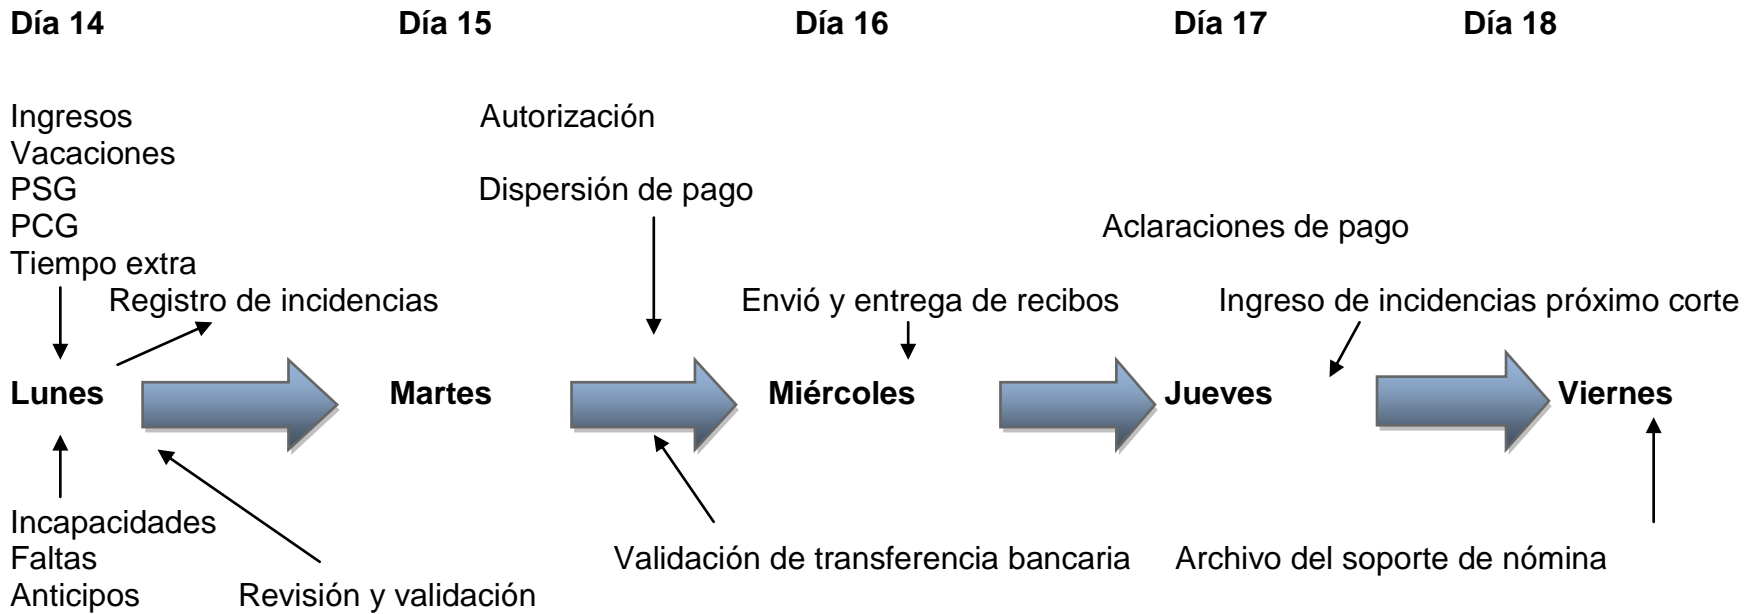 Día 14 Día 15 Día 16 Día 17 Día 18
Ingresos Autorización
Vacaciones
PSG Dispersión de pago
PCG Aclaraciones de pago
Tiempo extra
Registro de incidencias Envió y entrega de recibos Ingreso de incidencias próximo corte
Lunes Martes Miércoles Jueves Viernes
Incapacidades
Faltas Validación de transferencia bancaria Archivo del soporte de nómina
Anticipos Revisión y validación